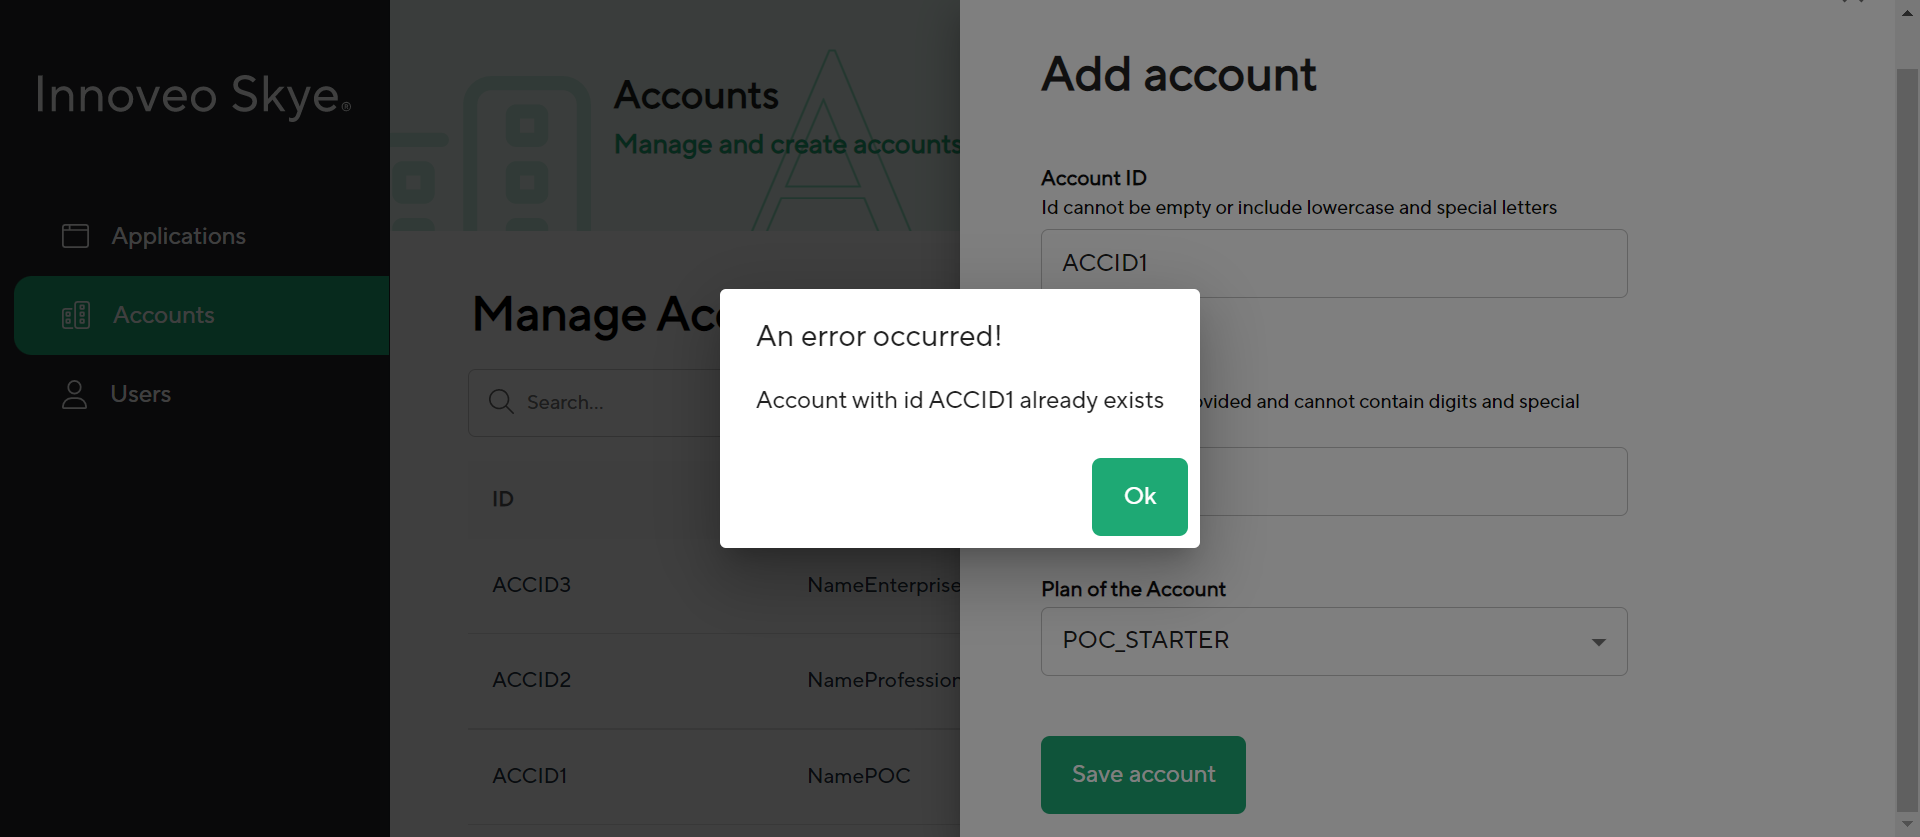 Innoveo Skye®
Applications
Accounts
Users
Accounts
Manage and create accounts
Manage Acc
Search...
ID
ACCID3
NameEnterprise
ACCID2
NameProfession
ACCID1
NamePOC
Add account
Account ID
Id cannot be empty or include lowercase and special letters
ACCID1
ovided and cannot contain digits and special
Plan of the Account
POC_STARTER
Save account
An error occurred!
Account with id ACCID1 already exists
Ok